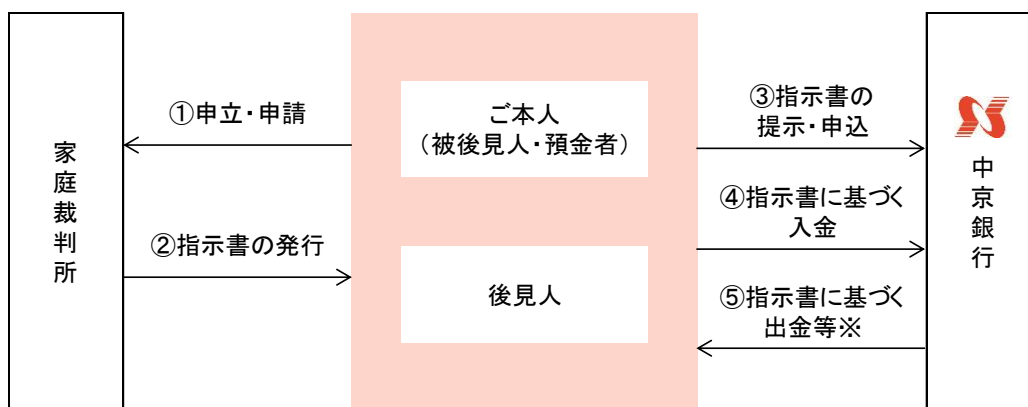 家庭裁判所
①申立・申請
②指示書の発行
ご本人
（被後見人・預金者）
後見人
③指示書の
提示・申込
④指示書に基づく
入金
⑤指示書に基づく
出金等※
中京銀行